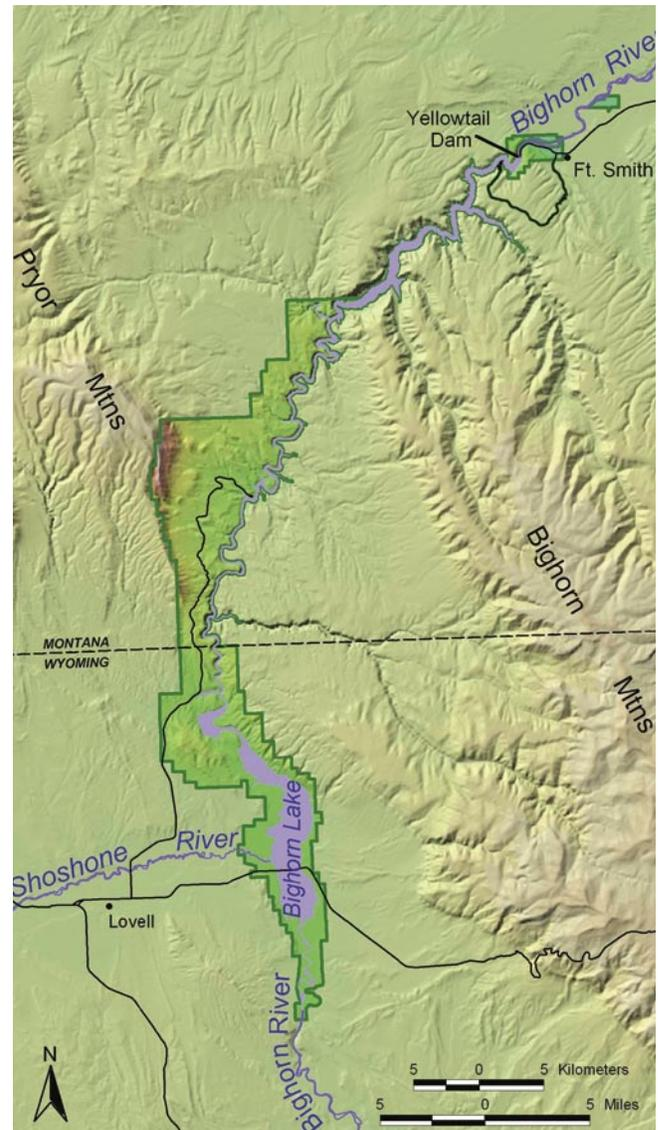 Bighorn River
Yellowtail
Dam
Ft. Smith
Pryor
Mtns
Bighorn
Mtns
MONTANA
WYOMING
Bighorn Lake
Shoshone River
Lovell
Bighorn River
N
5 0 5 Kilometers
5 0 5 Miles